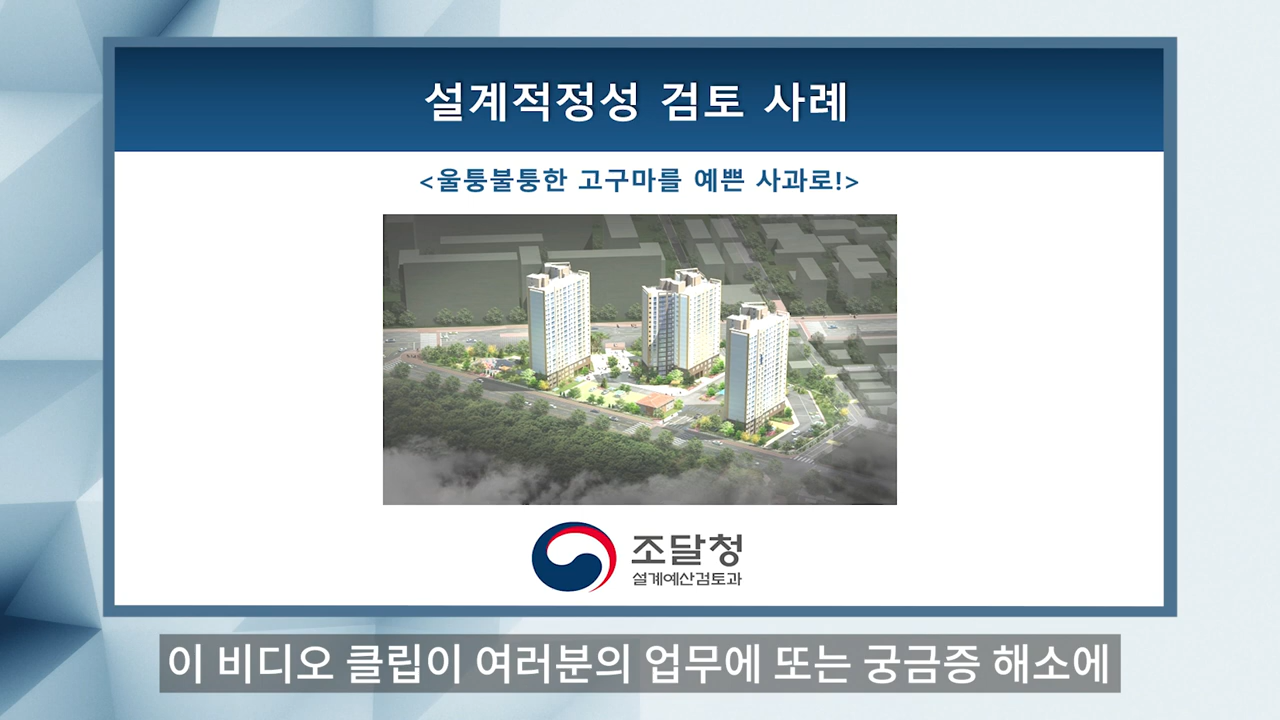 설계적정성 검토 사례
<울퉁불퉁한 고구마를 예쁜 사과로!>
조달청
설계예산검토과
이 비디오 클립이 여러분의 업무에 또는 궁금증 해소에